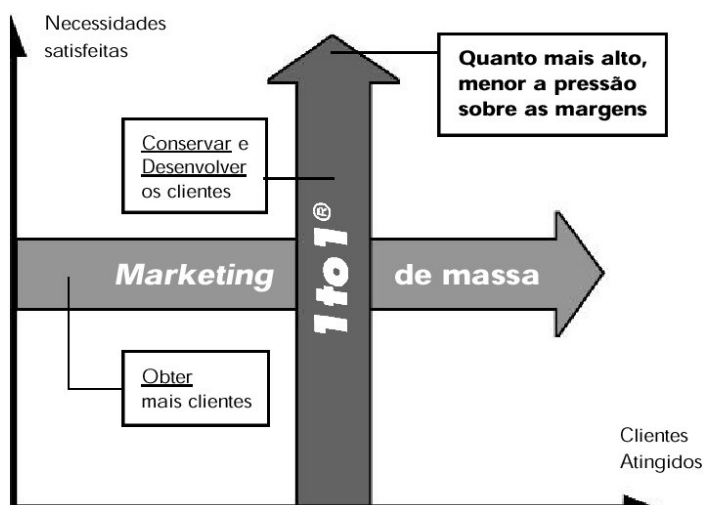 Necessidades
satisfeitas
Quanto mais alto,
menor a pressão
sobre as margens
Conservar e
Desenvolver
os clientes
1to1®
Marketing de massa
Obter
mais clientes
Clientes
Atingidos